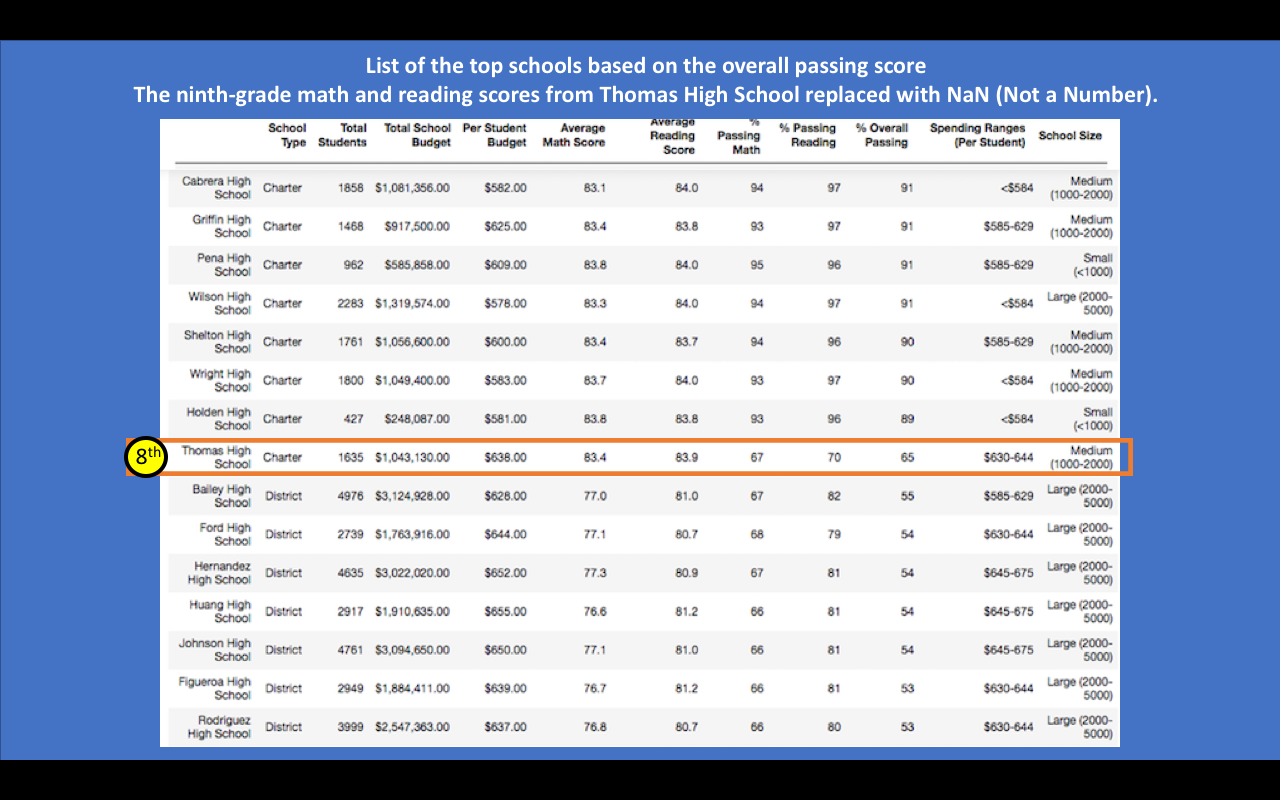 List of the top schools based on the overall passing score
The ninth-grade math and reading scores from Thomas High School replaced with NaN (Not a Number).
School Type Total Students Total School Budget Per Student Budget Average Math Score Average Reading Score % Passing Math % Passing Reading % Overall Passing Spending Ranges (Per Student) School Size
Cabrera High School Charter 1858 $1,081,356.00 $582.00 83.1 84.0 94 97 91 <$584 Medium (1000-2000)
Griffin High School Charter 1468 $917,500.00 $625.00 83.4 83.8 93 97 91 $585-629 Medium (1000-2000)
Pena High School Charter 962 $585,858.00 $609.00 83.8 84.0 95 96 91 $585-629 Small (<1000)
Wilson High School Charter 2283 $1,319,574.00 $578.00 83.3 84.0 94 97 91 <$584 Large (2000-5000)
Shelton High School Charter 1761 $1,056,600.00 $600.00 83.4 83.7 94 96 90 $585-629 Medium (1000-2000)
Wright High School Charter 1800 $1,049,400.00 $583.00 83.7 84.0 93 97 90 <$584 Medium (1000-2000)
Holden High School Charter 427 $248,087.00 $581.00 83.8 83.8 93 96 89 <$584 Small (<1000)
8th Thomas High School Charter 1635 $1,043,130.00 $638.00 83.4 83.9 67 70 65 $630-644 Medium (1000-2000)
Bailey High School District 4976 $3,124,928.00 $628.00 77.0 81.0 67 82 55 $585-629 Large (2000-5000)
Ford High School District 2739 $1,763,916.00 $644.00 77.1 80.7 68 79 54 $630-644 Large (2000-5000)
Hernandez High School District 4635 $3,022,020.00 $652.00 77.3 80.9 67 81 54 $645-675 Large (2000-5000)
Huang High School District 2917 $1,910,635.00 $655.00 76.6 81.2 66 81 54 $645-675 Large (2000-5000)
Johnson High School District 4761 $3,094,650.00 $650.00 77.1 81.0 66 81 54 $645-675 Large (2000-5000)
Figueroa High School District 2949 $1,884,411.00 $639.00 76.7 81.2 66 81 53 $630-644 Large (2000-5000)
Rodriguez High School District 3999 $2,547,363.00 $637.00 76.8 80.7 66 80 53 $630-644 Large (2000-5000)